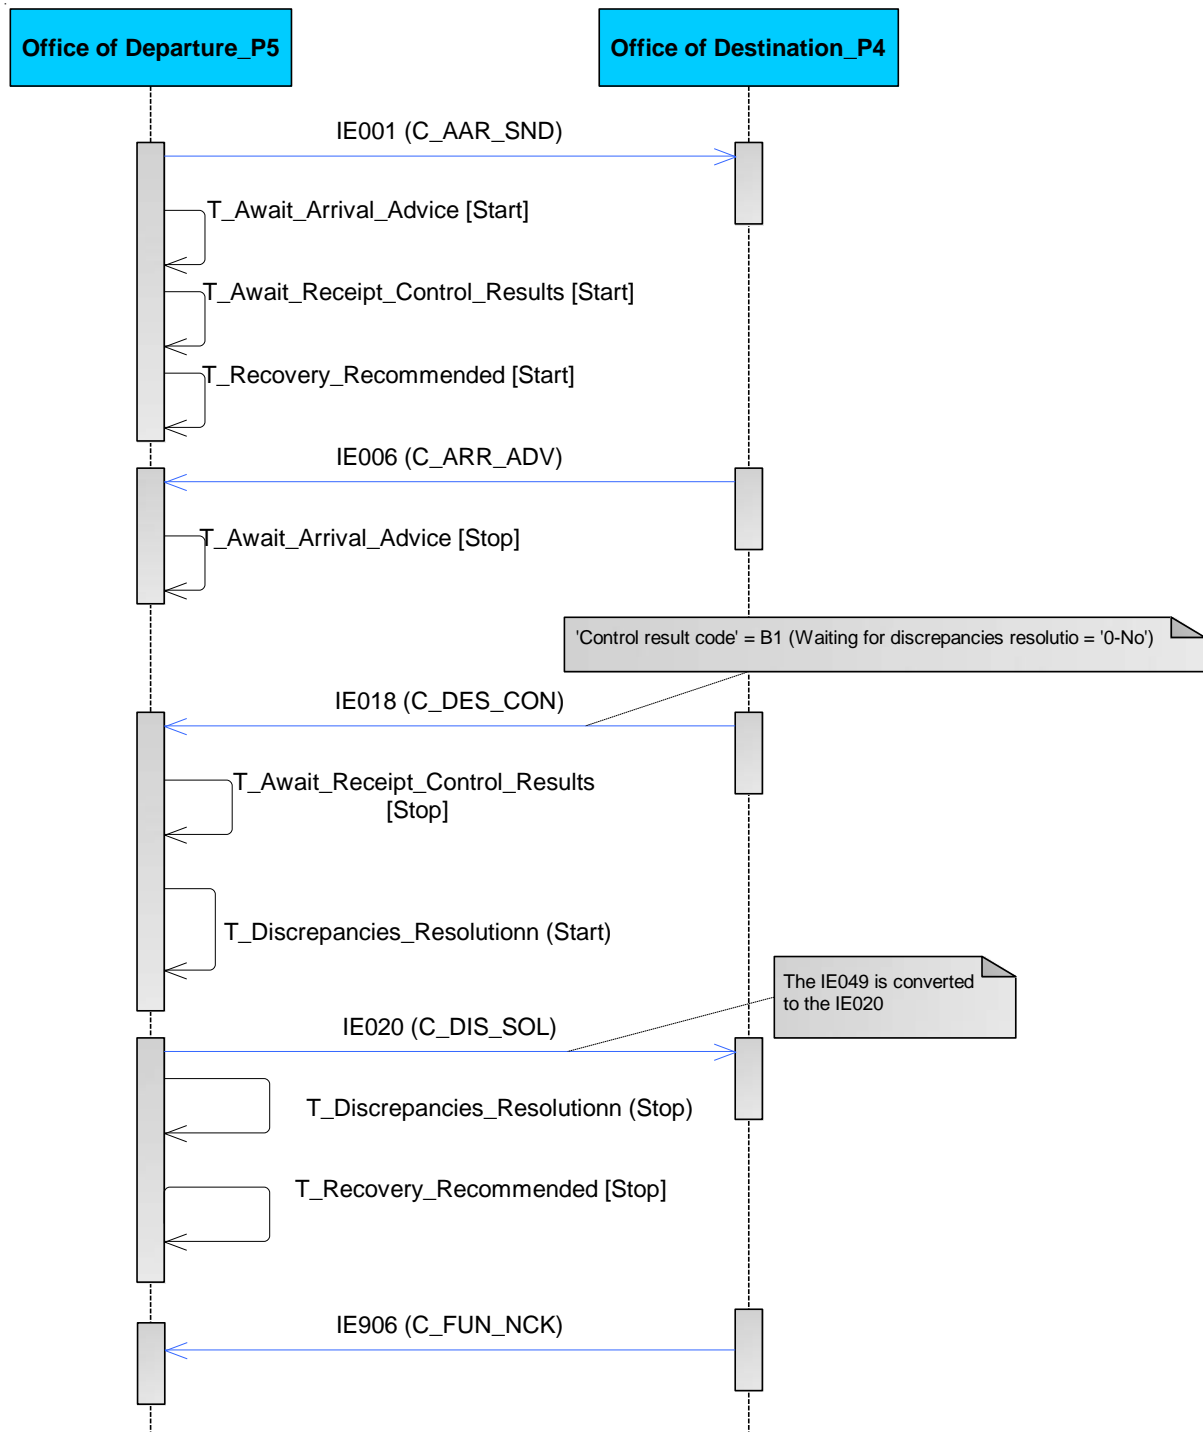 Office of Departure_P5
Office of Destination_P4
IE001 (C_AAR_SND)
T_Await_Arrival_Advice [Start]
T_Await_Receipt_Control_Results [Start]
T_Recovery_Recommended [Start]
IE006 (C_ARR_ADV)
T_Await_Arrival_Advice [Stop]
'Control result code' = B1 (Waiting for discrepancies resolutio = '0-No')
IE018 (C_DES_CON)
T_Await_Receipt_Control_Results
[Stop]
T_Discrepancies_Resolutionn (Start)
The IE049 is converted
to the IE020
IE020 (C_DIS_SOL)
T_Discrepancies_Resolutionn (Stop)
T_Recovery_Recommended [Stop]
IE906 (C_FUN_NCK)